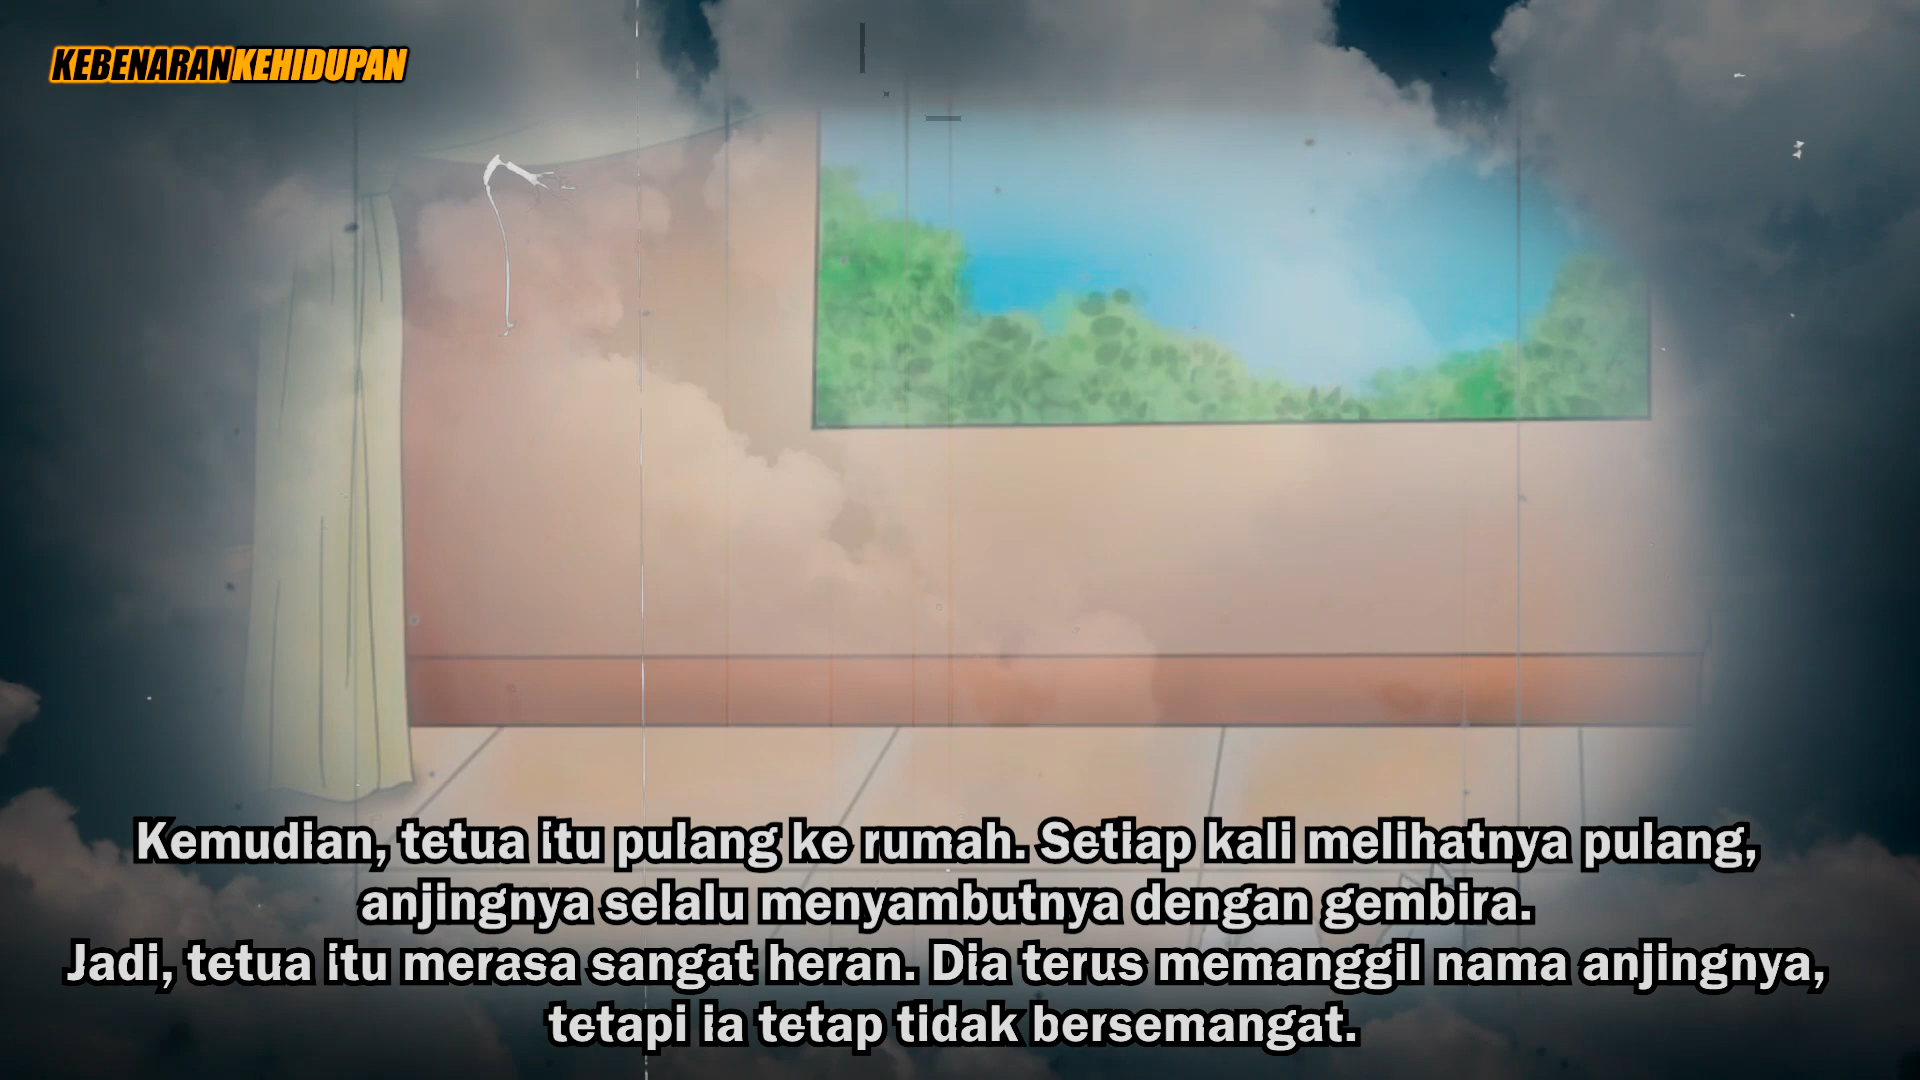 KEBENARANKEHIDUPAN
Kemudian, tetua itu pulang ke rumah. Setiap kali melihatnya pulang,
anjingnya selalu menyambutnya dengan gembira.
Jadi, tetua itu merasa sangat heran. Dia terus memanggil nama anjingnya,
tetapi ia tetap tidak bersemangat.